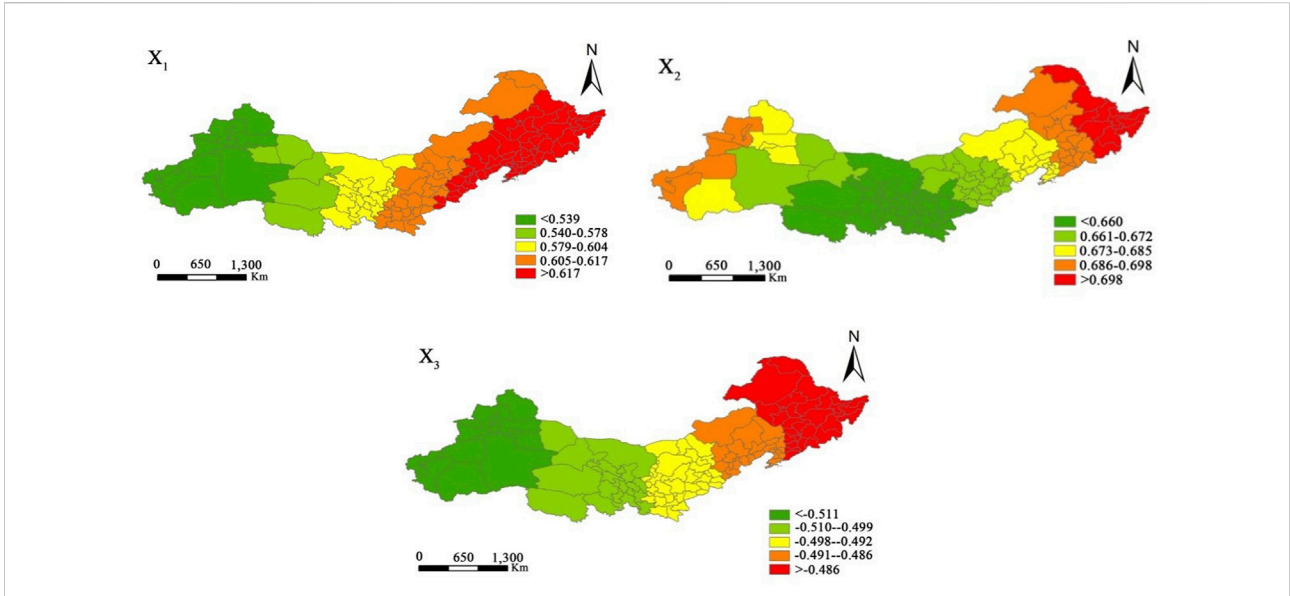 X1
N
<0.539
0.540-0.578
0.579-0.604
0.605-0.617
>0.617
0 650 1,300
Km
X2
N
<0.660
0.661-0.672
0.673-0.685
0.686-0.698
>0.698
0 650 1,300
Km
X3
N
<-0.511
-0.510--0.499
-0.498--0.492
-0.491--0.486
>-0.486
0 650 1,300
Km